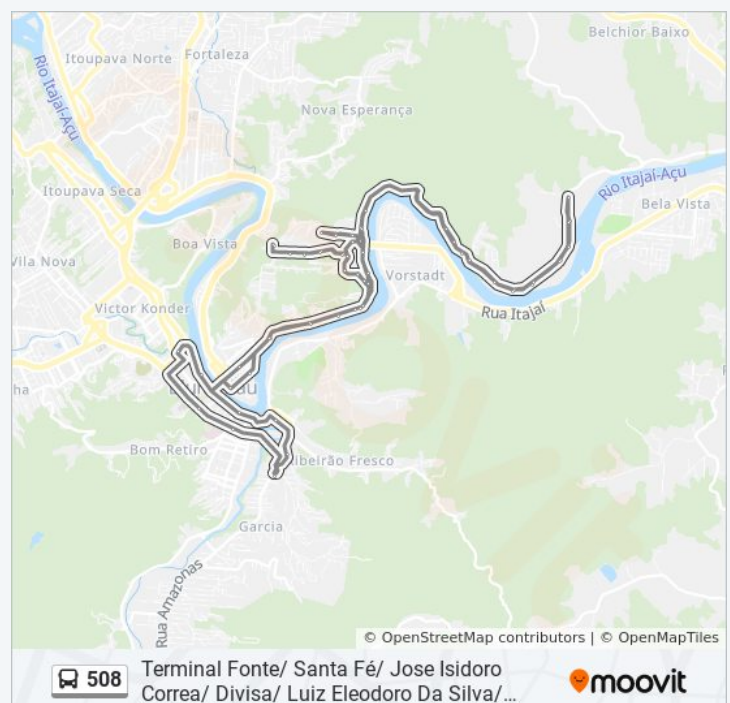 Belchior Baixo
Itoupava Norte
Fortaleza
Rio Itajaí-Açu
Nova Esperança
Itoupava Seca
Rio Itajaí-Açu
Bela Vista
Boa Vista
Vila Nova
Vorstadt
Victor Konder
Rua Itajaí
Bom Retiro
Ribeirão Fresco
Garcia
Rua Amazonas
© OpenStreetMap contributors | © OpenMapTiles
508
Terminal Fonte/ Santa Fé/ Jose Isidoro
Correa/ Divisa/ Luiz Eleodoro Da Silva/…
moovit